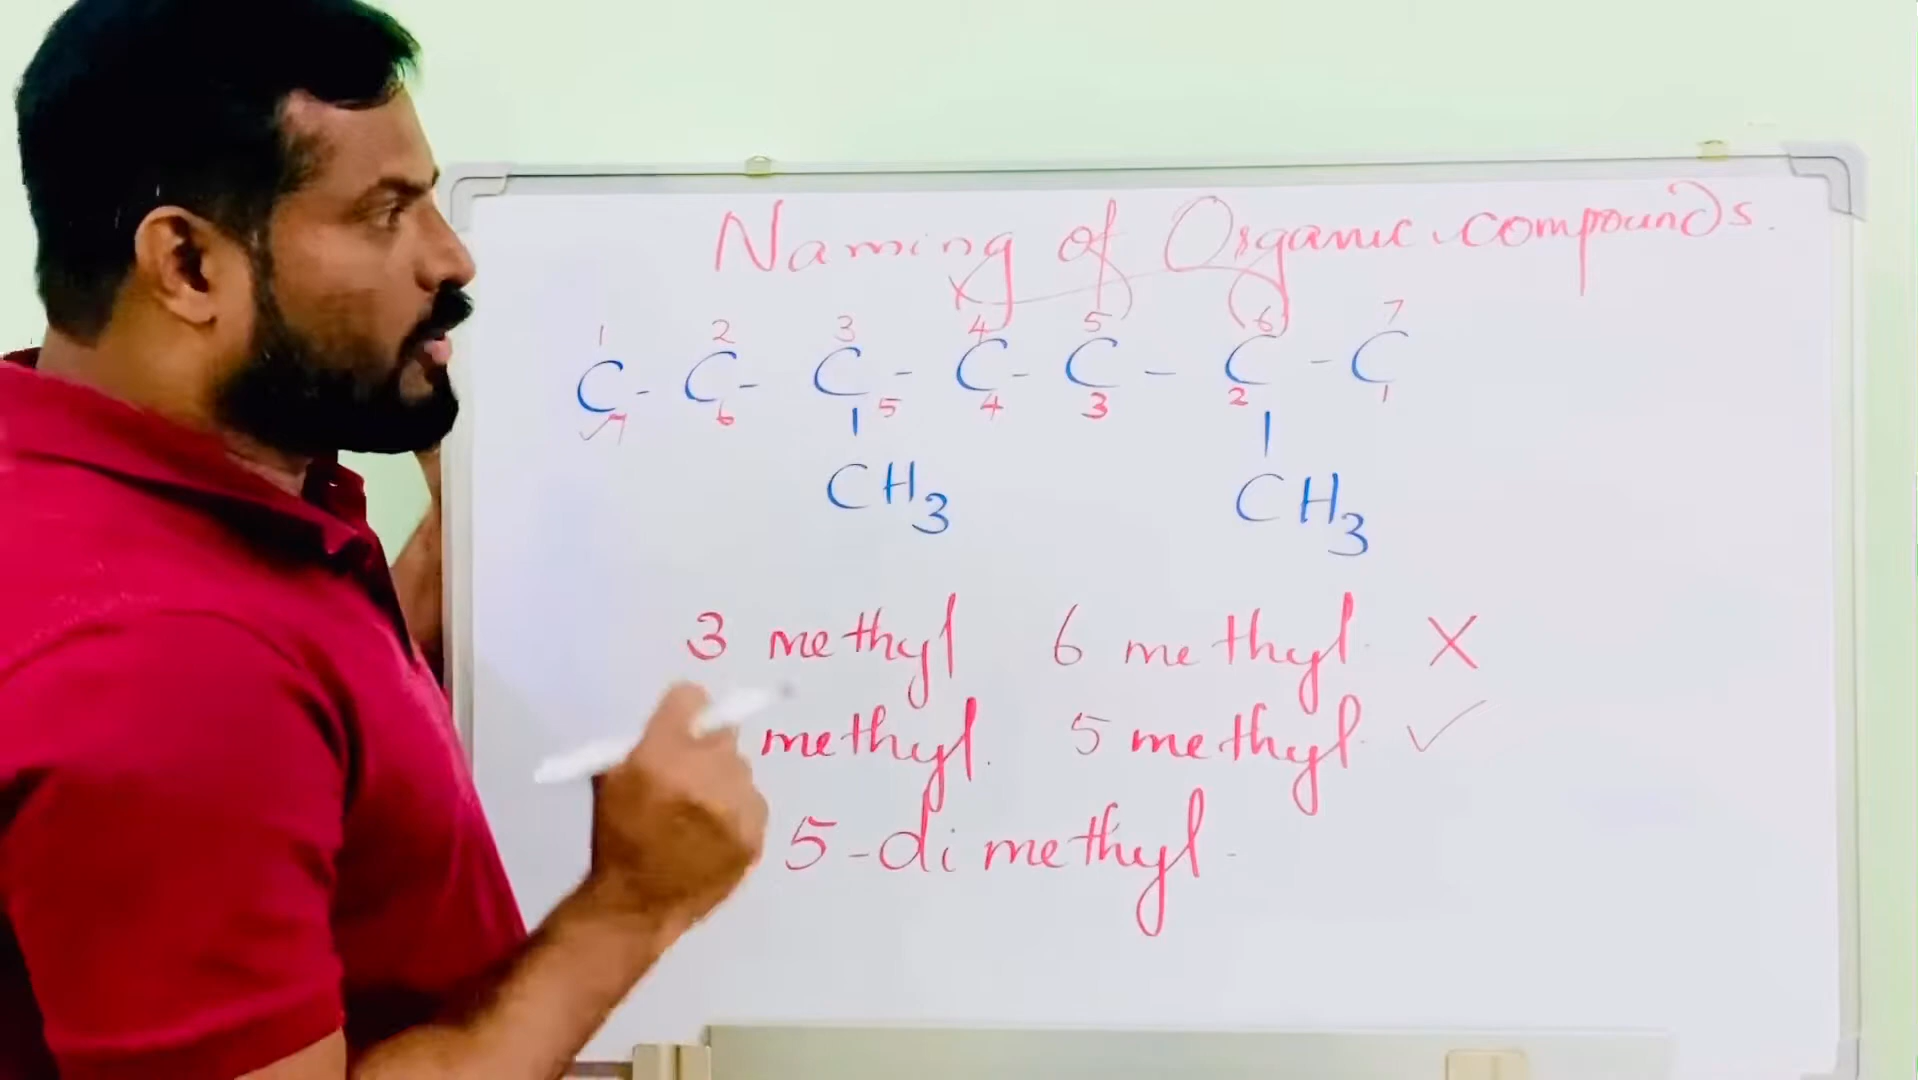 Naming of Organic compounds.
1 2 3 4 5 6 7
C - C - C - C - C - C - C
7 6 5 4 3 2 1
CH3 CH3
3 methyl 6 methyl. X
methyl. 5 methyl. ✓
5-dimethyl.